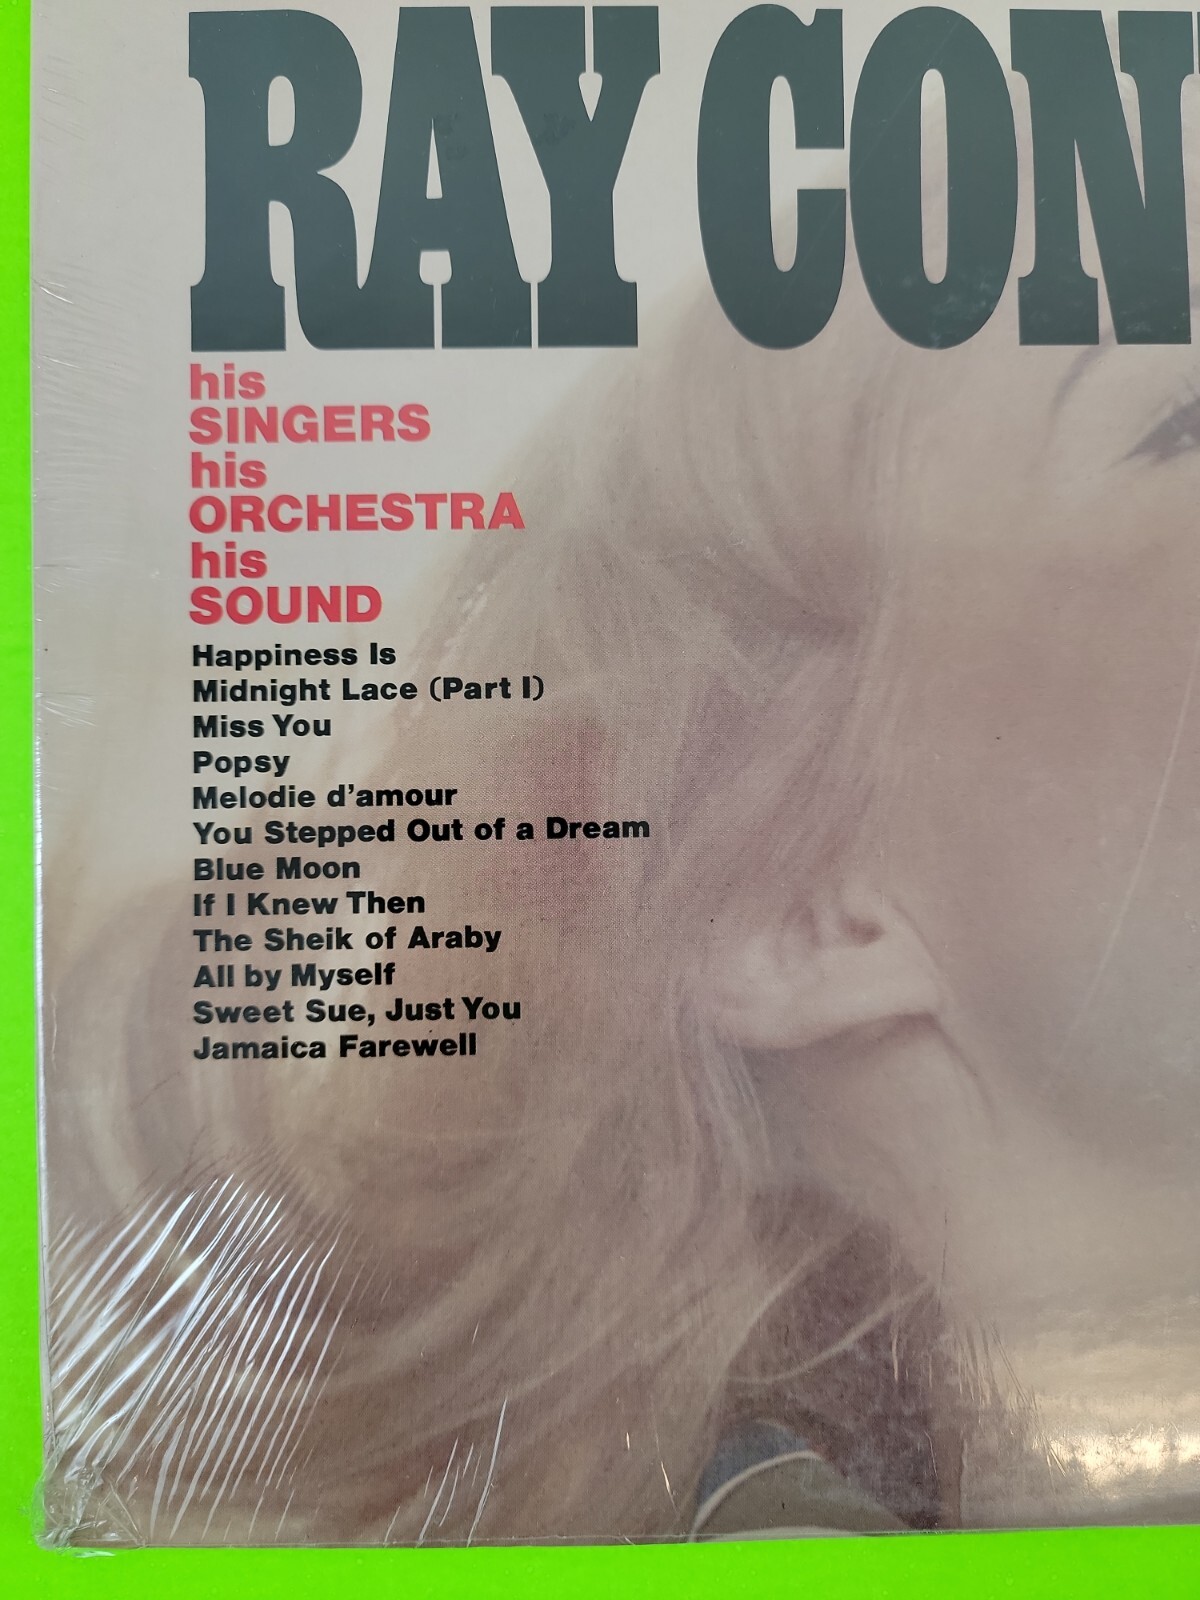 RAY CON
his
SINGERS
his
ORCHESTRA
his
SOUND
Happiness Is
Midnight Lace (Part I)
Miss You
Popsy
Melodie d'amour
You Stepped Out of a Dream
Blue Moon
If I Knew Then
The Sheik of Araby
All by Myself
Sweet Sue, Just You
Jamaica Farewell